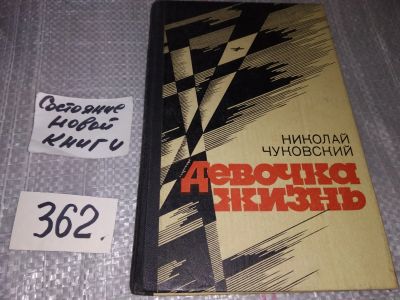 Состояние
новой
книги
362.
НИКОЛАЙ
ЧУКОВСКИЙ
Девочка
жизнь